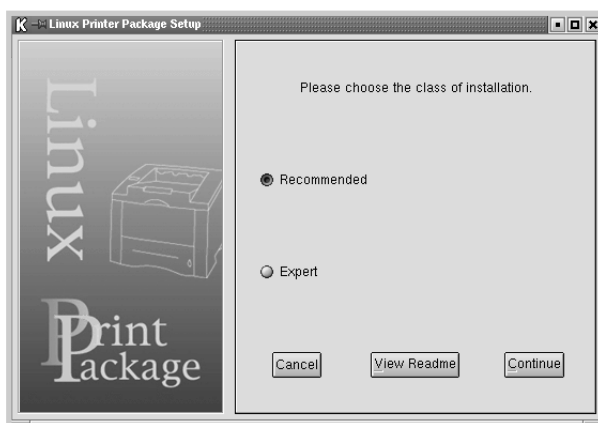 Linux Printer Package Setup
Linux
Print
Package
Please choose the class of installation.
Recommended
Expert
Cancel
View Readme
Continue